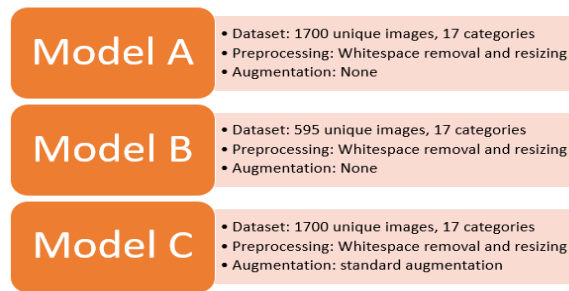 Model A
• Dataset: 1700 unique images, 17 categories
• Preprocessing: Whitespace removal and resizing
• Augmentation: None
Model B
• Dataset: 595 unique images, 17 categories
• Preprocessing: Whitespace removal and resizing
• Augmentation: None
Model C
• Dataset: 1700 unique images, 17 categories
• Preprocessing: Whitespace removal and resizing
• Augmentation: standard augmentation